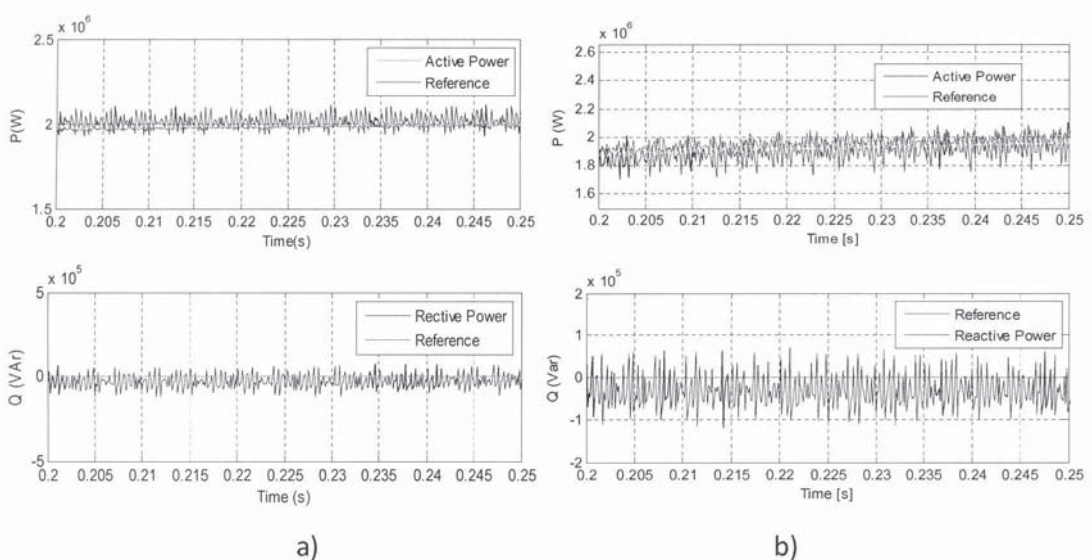 x 10^6
2.5
2
1.5
P(W)
Active Power
Reference
0.2 0.205 0.21 0.215 0.22 0.225 0.23 0.235 0.24 0.245 0.25
Time(s)
x 10^5
5
0
-5
Q (VAr)
Rective Power
Reference
0.2 0.205 0.21 0.215 0.22 0.225 0.23 0.235 0.24 0.245 0.25
Time (s)
a)
x 10^6
2.6
2.4
2.2
2
1.8
1.6
P (W)
Active Power
Reference
0.2 0.205 0.21 0.215 0.22 0.225 0.23 0.235 0.24 0.245 0.25
Time [s]
x 10^5
2
1
0
-1
-2
Q (Var)
Reference
Reactive Power
0.2 0.205 0.21 0.215 0.22 0.225 0.23 0.235 0.24 0.245 0.25
Time [s]
b)